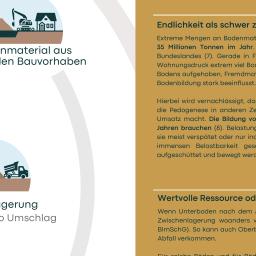 nmaterial aus
len Bauvorhaben
gerung
o Umschlag
Endlichkeit als schwer z
Extreme Mengen an Bodenmat
35 Millionen Tonnen im Jahr.
Bundeslandes (7). Gerade in F
Wohnungsdruck extrem viel Bo
Bodens aufgehoben, Fremdmat
Bodenbildung stark beeinflusst.
Hierbei wird vernachlässigt, da
die Pedogenese in anderen Ze
Umsatz macht. Die Bildung vo
Jahren brauchen (8). Belastung
sie meist verspätet oder nur ind
immensen Belastbarkeit gese
aufgeschüttet und bewegt werd
Wertvolle Ressource od
Wenn Unterboden nach dem A
Zwischenlagerung woanders v
BImSchG). So kann auch Oberb
Abfall verkommen.